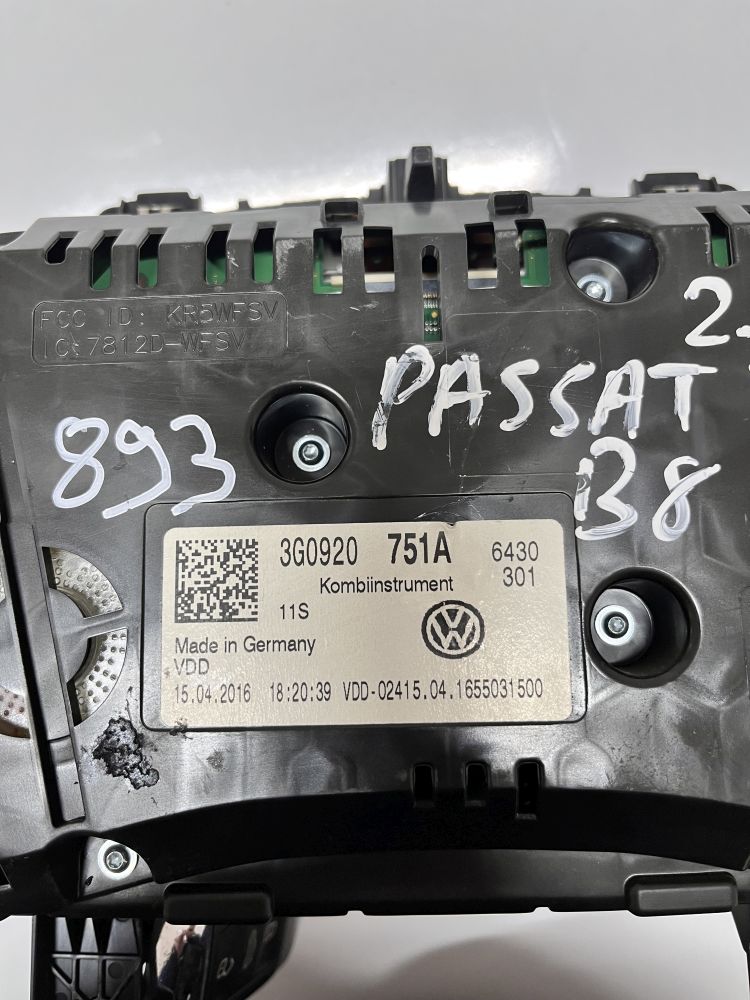 FCC ID: KR5WFSV
IC:7812D-WFSV
2-
PASSAT
B8
893
3G0920 751A 6430
Kombiinstrument 301
11S
Made in Germany
VDD
15.04.2016 18:20:39 VDD-02415.04.1655031500